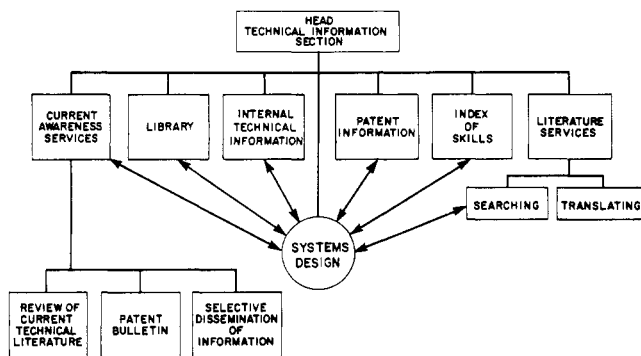 HEAD
TECHNICAL INFORMATION
SECTION
CURRENT
AWARENESS
SERVICES
LIBRARY
INTERNAL
TECHNICAL
INFORMATION
PATENT
INFORMATION
INDEX
OF
SKILLS
LITERATURE
SERVICES
SEARCHING
TRANSLATING
SYSTEMS
DESIGN
REVIEW OF
CURRENT
TECHNICAL
LITERATURE
PATENT
BULLETIN
SELECTIVE
DISSEMINATION
OF
INFORMATION